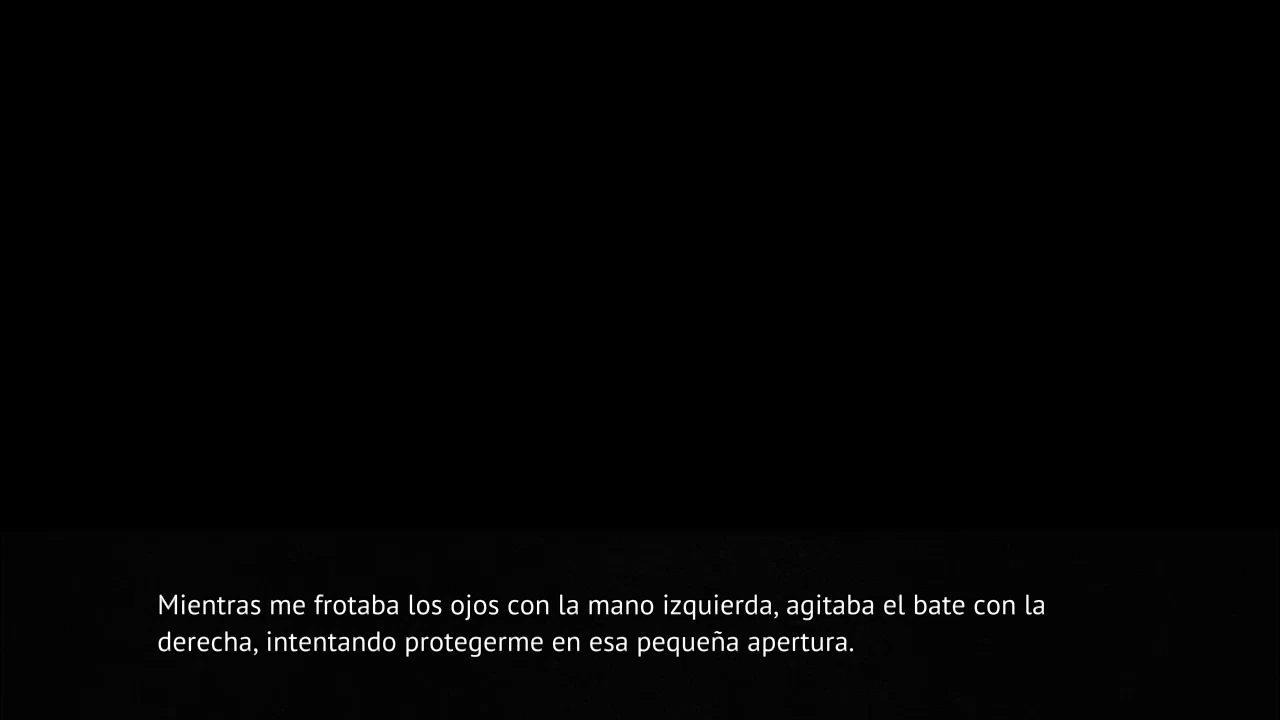 Mientras me frotaba los ojos con la mano izquierda, agitaba el bate con la
derecha, intentando protegerme en esa pequeña apertura.